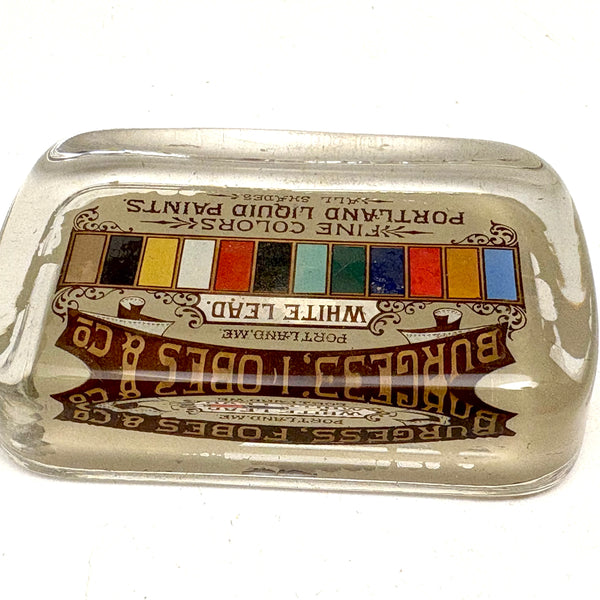 BURGESS, FOBES & Co
PORTLAND, ME.
WHITE LEAD.
FINE COLORS
PORTLAND LIQUID PAINTS.
ALL SHADES